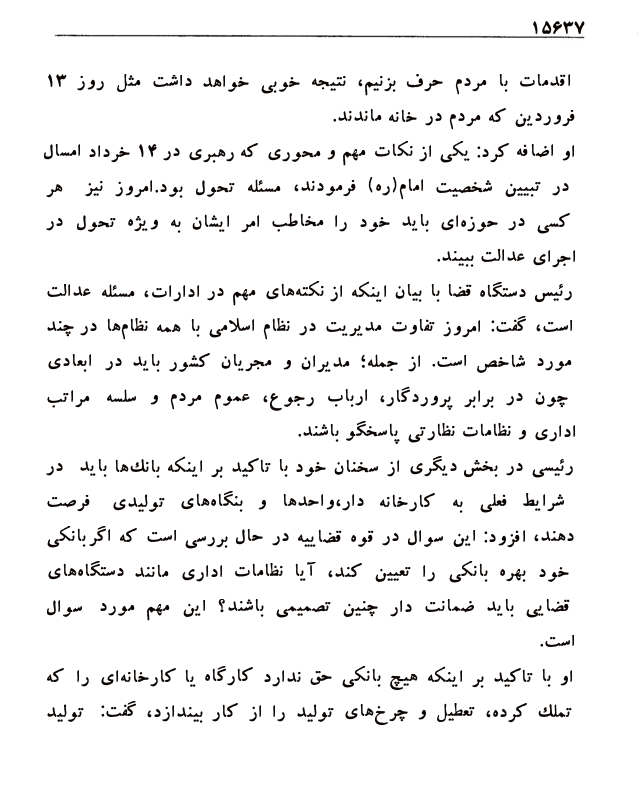 ۱۵۶۳۷
اقدمات با مردم حرف بزنیم، نتیجه خوبی خواهد داشت مثل روز ۱۳
فروردین که مردم در خانه ماندند.
او اضافه کرد: یکی از نکات مهم و محوری که رهبری در ۱۴ خرداد امسال
در تبیین شخصیت امام(ره) فرمودند، مسئله تحول بود.امروز نیز هر
کسی در حوزه‌ای باید خود را مخاطب امر ایشان به ویژه تحول در
اجرای عدالت ببیند.
رئیس دستگاه قضا با بیان اینکه از نکته‌های مهم در ادارات، مسئله عدالت
است، گفت: امروز تفاوت مدیریت در نظام اسلامی با همه نظام‌ها در چند
مورد شاخص است. از جمله؛ مدیران و مجریان کشور باید در ابعادی
چون در برابر پروردگار، ارباب رجوع، عموم مردم و سلسه مراتب
اداری و نظامات نظارتی پاسخگو باشند.
رئیسی در بخش دیگری از سخنان خود با تاکید بر اینکه بانك‌ها باید در
شرایط فعلی به کارخانه دار،واحدها و بنگاه‌های تولیدی فرصت
دهند، افزود: این سوال در قوه قضاییه در حال بررسی است که اگر بانکی
خود بهره بانکی را تعیین کند، آیا نظامات اداری مانند دستگاه‌های
قضایی باید ضمانت دار چنین تصمیمی باشند؟ این مهم مورد سوال
است.
او با تاکید بر اینکه هیچ بانکی حق ندارد کارگاه یا کارخانه‌ای را که
تملك کرده، تعطیل و چرخ‌های تولید را از کار بیندازد، گفت: تولید